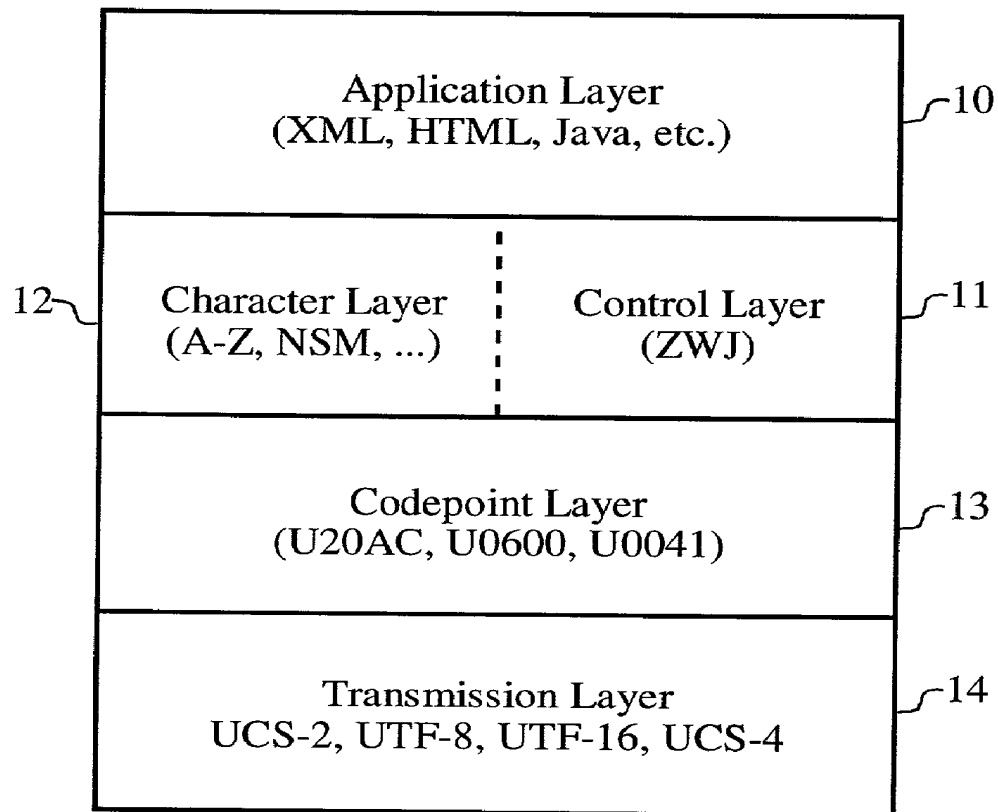 Application Layer
(XML, HTML, Java, etc.)
10
12
Character Layer
(A-Z, NSM, ...)
Control Layer
(ZWJ)
11
Codepoint Layer
(U20AC, U0600, U0041)
13
Transmission Layer
UCS-2, UTF-8, UTF-16, UCS-4
14